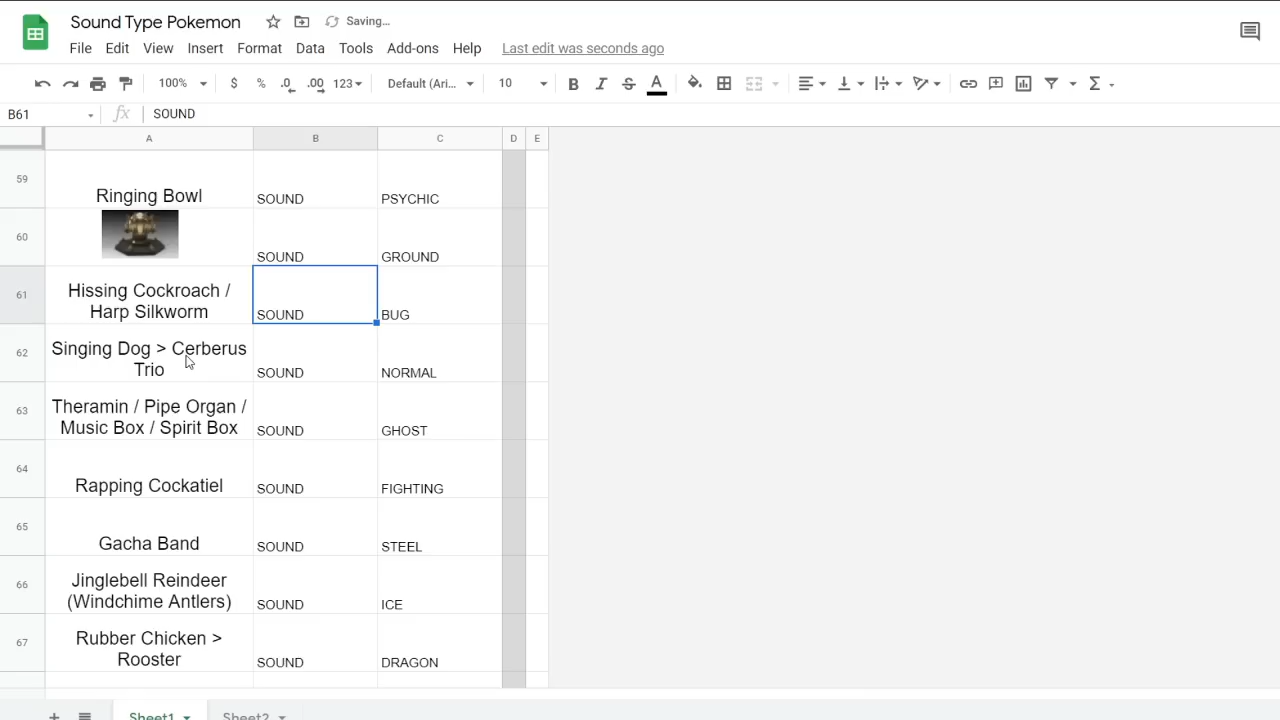 Sound Type Pokemon
Saving...
File Edit View Insert Format Data Tools Add-ons Help Last edit was seconds ago
100% $ % .0 .00 123 Default (Ari... 10 B I S A Σ
B61 fx SOUND
A B C D E
59 Ringing Bowl SOUND PSYCHIC
60 SOUND GROUND
61 Hissing Cockroach /
Harp Silkworm SOUND BUG
62 Singing Dog > Cerberus
Trio SOUND NORMAL
63 Theramin / Pipe Organ /
Music Box / Spirit Box SOUND GHOST
64 Rapping Cockatiel SOUND FIGHTING
65 Gacha Band SOUND STEEL
66 Jinglebell Reindeer
(Windchime Antlers) SOUND ICE
67 Rubber Chicken >
Rooster SOUND DRAGON
+ Sheet1 Sheet2